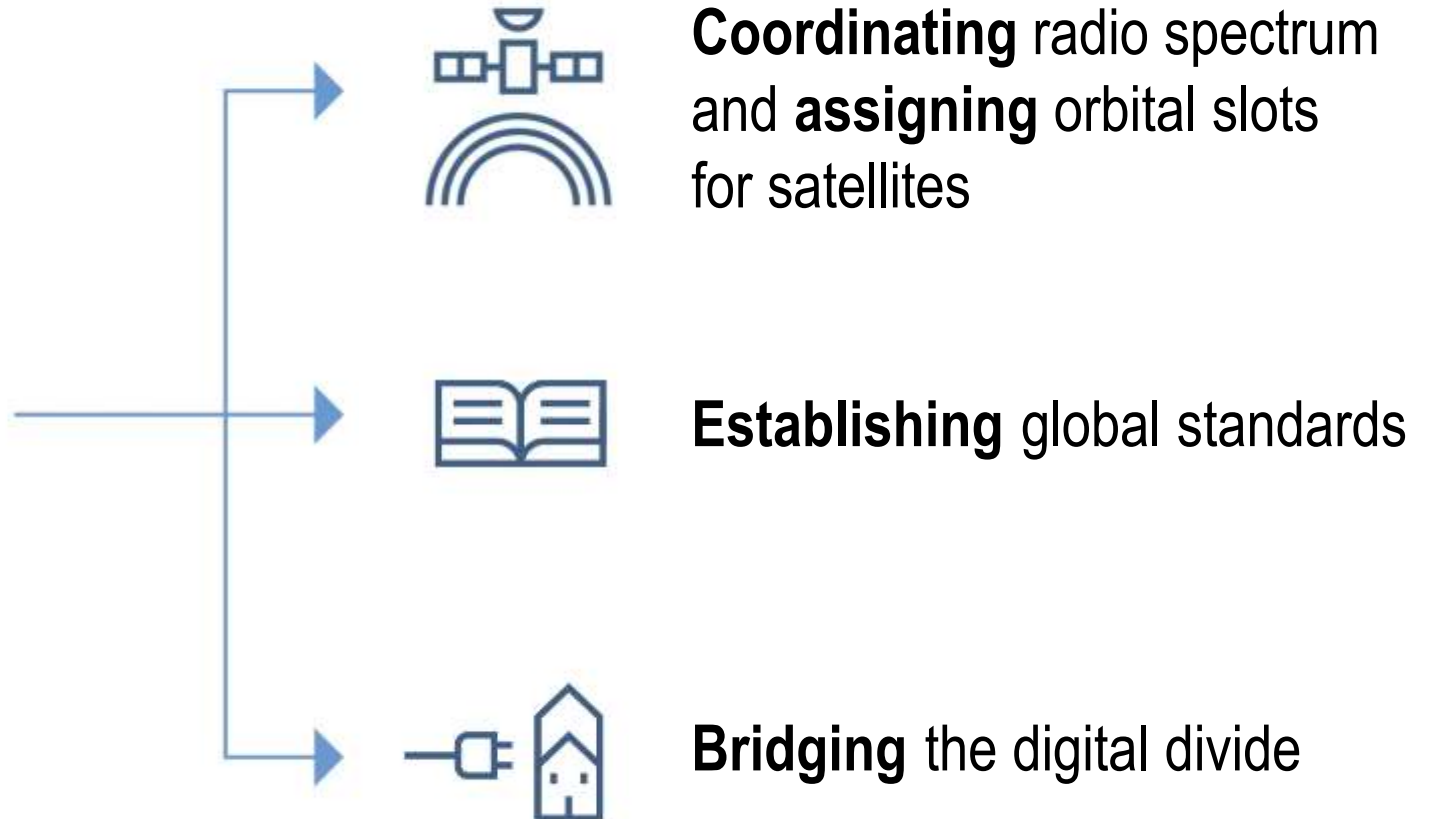 Coordinating radio spectrum
and assigning orbital slots
for satellites
Establishing global standards
Bridging the digital divide